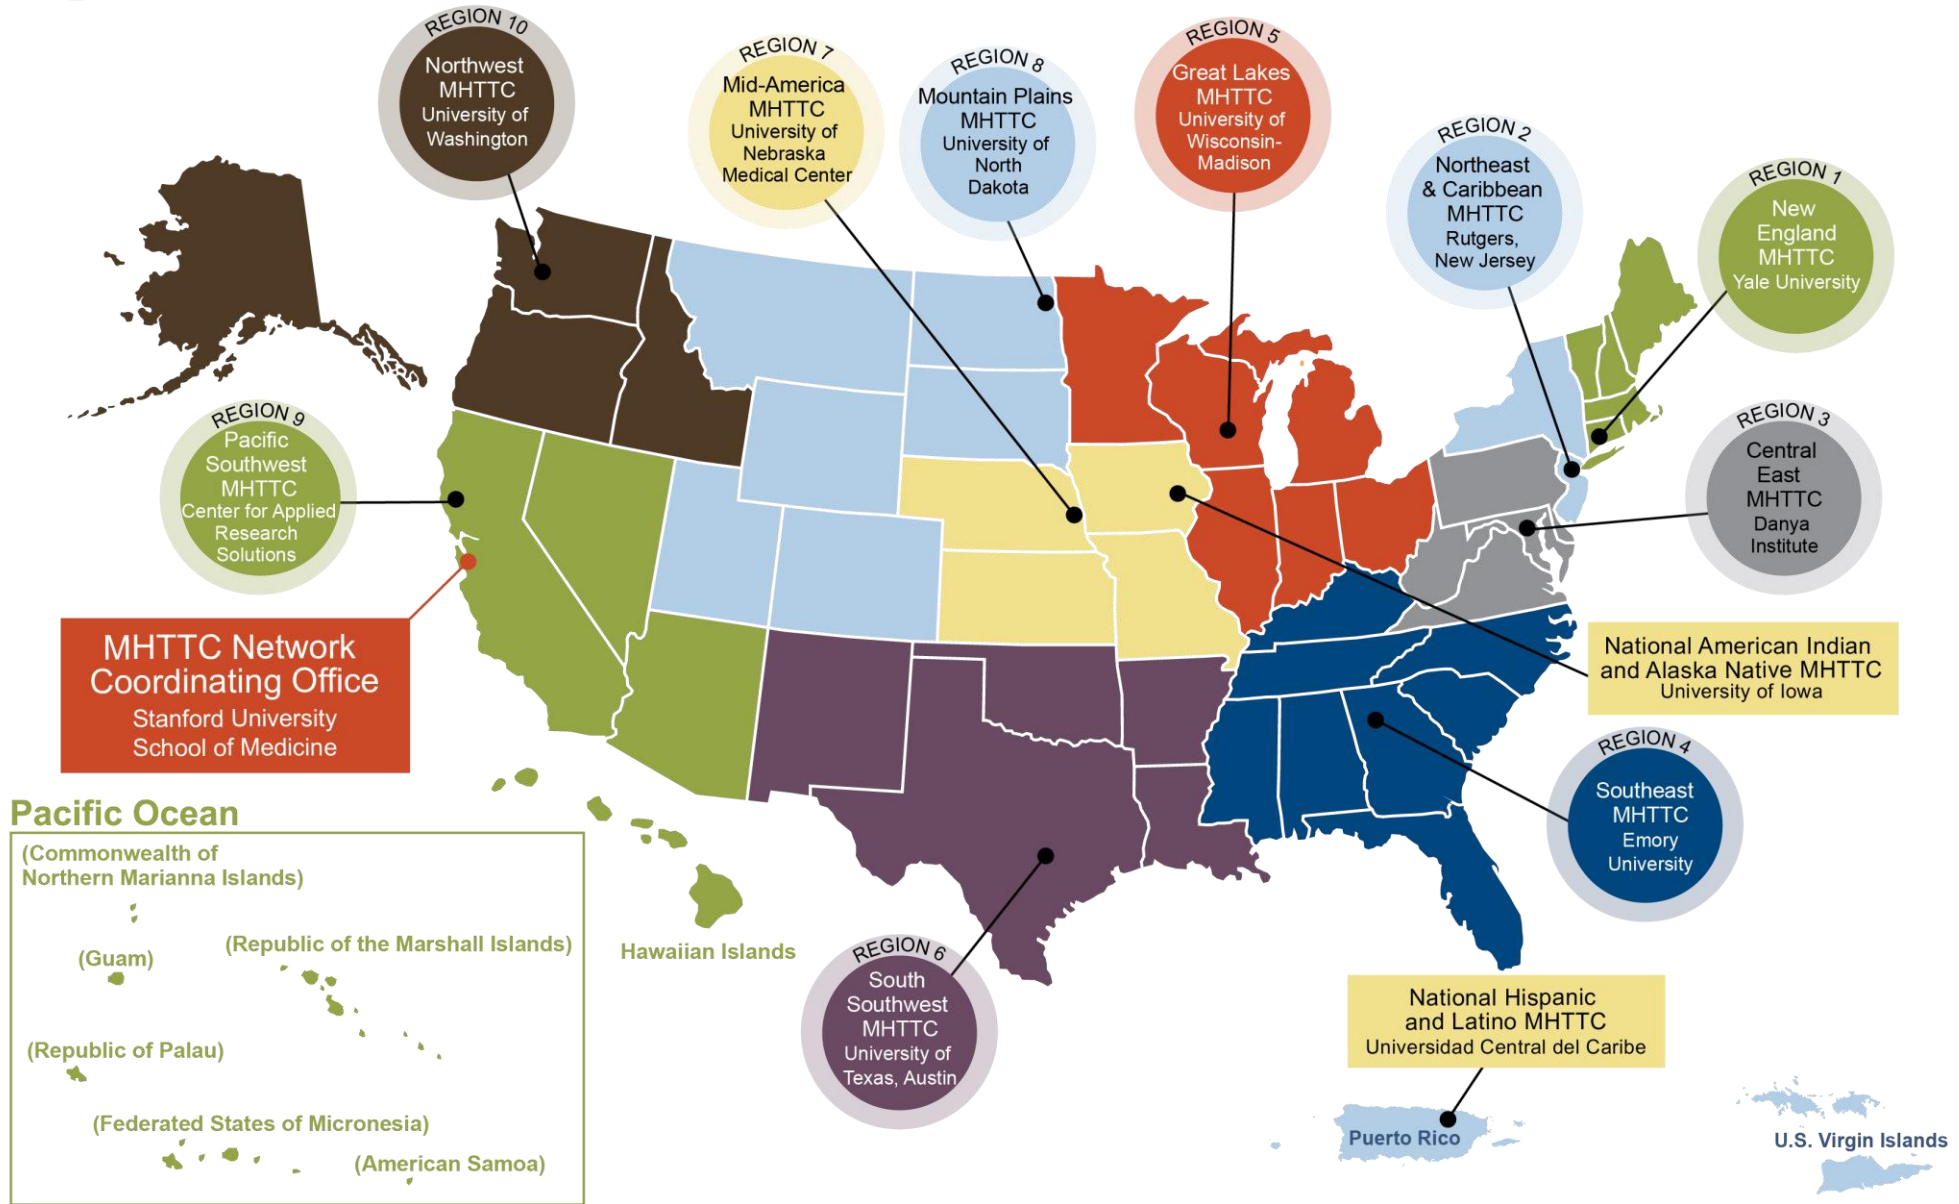 REGION 10
Northwest
MHTTC
University of
Washington
REGION 7
Mid-America
MHTTC
University of
Nebraska
Medical Center
REGION 8
Mountain Plains
MHTTC
University of
North
Dakota
REGION 5
Great Lakes
MHTTC
University of
Wisconsin-
Madison
REGION 2
Northeast
& Caribbean
MHTTC
Rutgers,
New Jersey
REGION 1
New
England
MHTTC
Yale University
REGION 9
Pacific
Southwest
MHTTC
Center for Applied
Research
Solutions
REGION 3
Central
East
MHTTC
Danya
Institute
MHTTC Network
Coordinating Office
Stanford University
School of Medicine
National American Indian
and Alaska Native MHTTC
University of Iowa
REGION 4
Southeast
MHTTC
Emory
University
Pacific Ocean
(Commonwealth of
Northern Marianna Islands)
(Guam)
(Republic of the Marshall Islands)
(Republic of Palau)
(Federated States of Micronesia)
(American Samoa)
Hawaiian Islands
REGION 6
South
Southwest
MHTTC
University of
Texas, Austin
National Hispanic
and Latino MHTTC
Universidad Central del Caribe
Puerto Rico
U.S. Virgin Islands